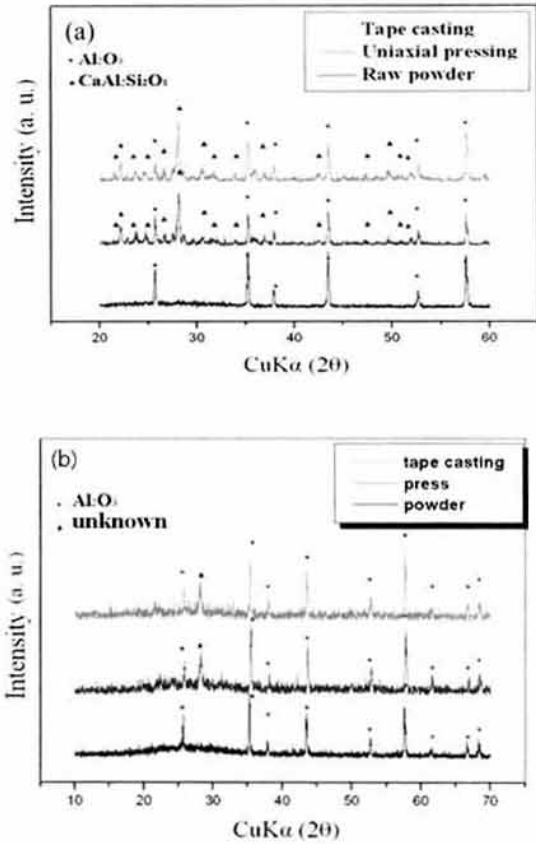 (a)
Tape casting
Uniaxial pressing
Raw powder
Al2O3
CaAl2Si2O8
Intensity (a. u.)
20 30 40 50 60
CuKα (2θ)
(b)
tape casting
press
powder
Al2O3
unknown
Intensity (a. u.)
10 20 30 40 50 60 70
CuKα (2θ)